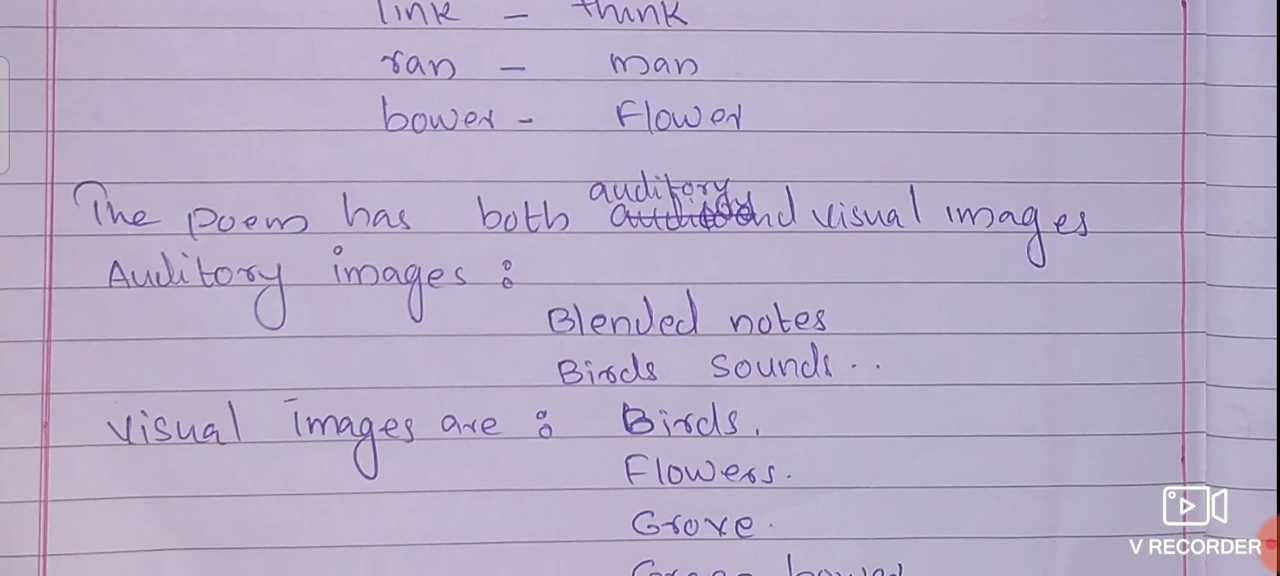 link - think
ran - man
bower - Flower
auditory
The poem has both and visual images
Auditory images :
Blended notes
Birds sounds..
Visual images are : Birds.
Flowers.
Grove.
V RECORDER